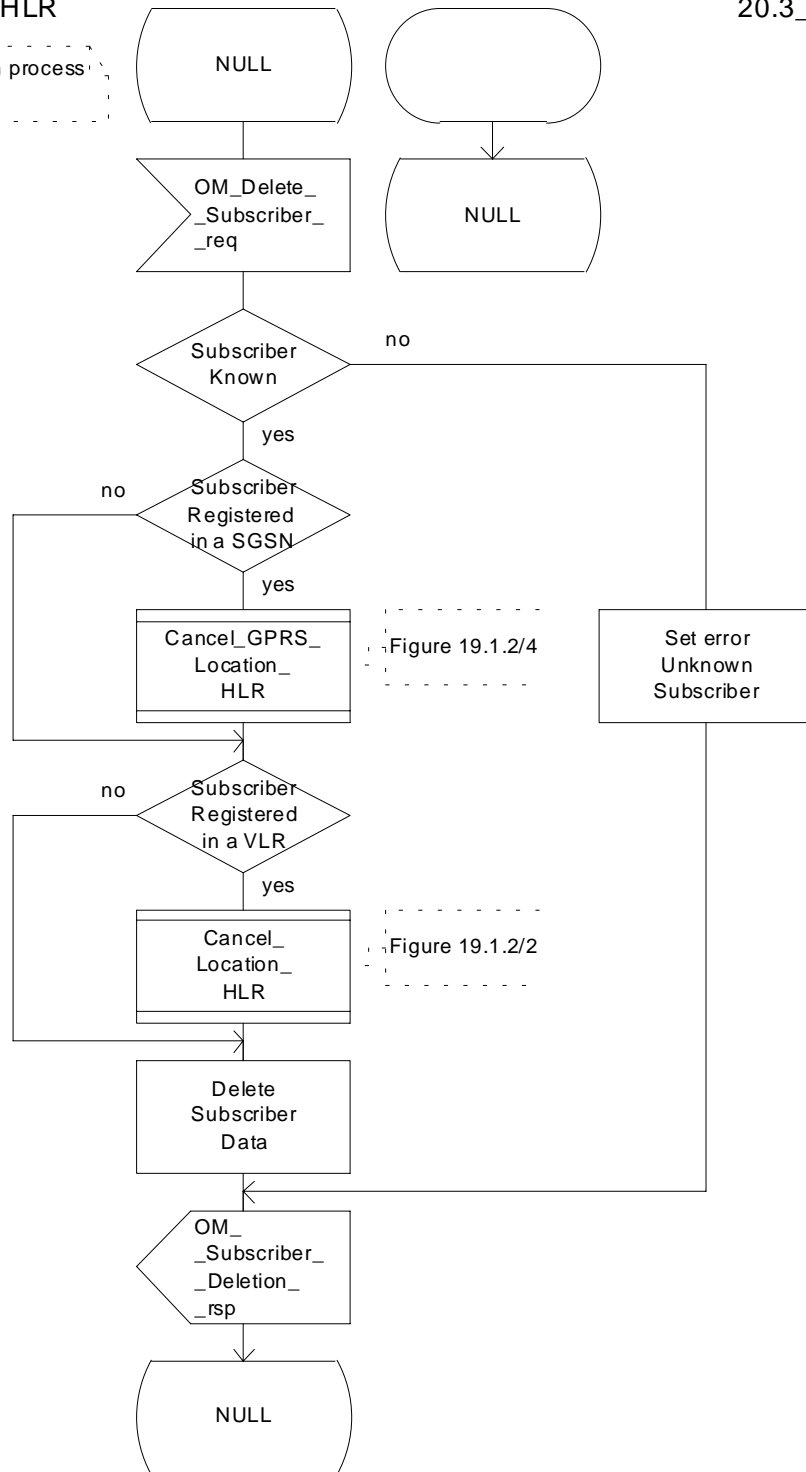 HLR
20.3_
process
NULL
OM_Delete_
_Subscriber_
_req
NULL
Subscriber
Known
no
yes
no
Subscriber
Registered
in a SGSN
yes
Cancel_GPRS_
Location_
HLR
Figure 19.1.2/4
Set error
Unknown
Subscriber
no
Subscriber
Registered
in a VLR
yes
Cancel_
Location_
HLR
Figure 19.1.2/2
Delete
Subscriber
Data
OM_
_Subscriber_
_Deletion_
_rsp
NULL